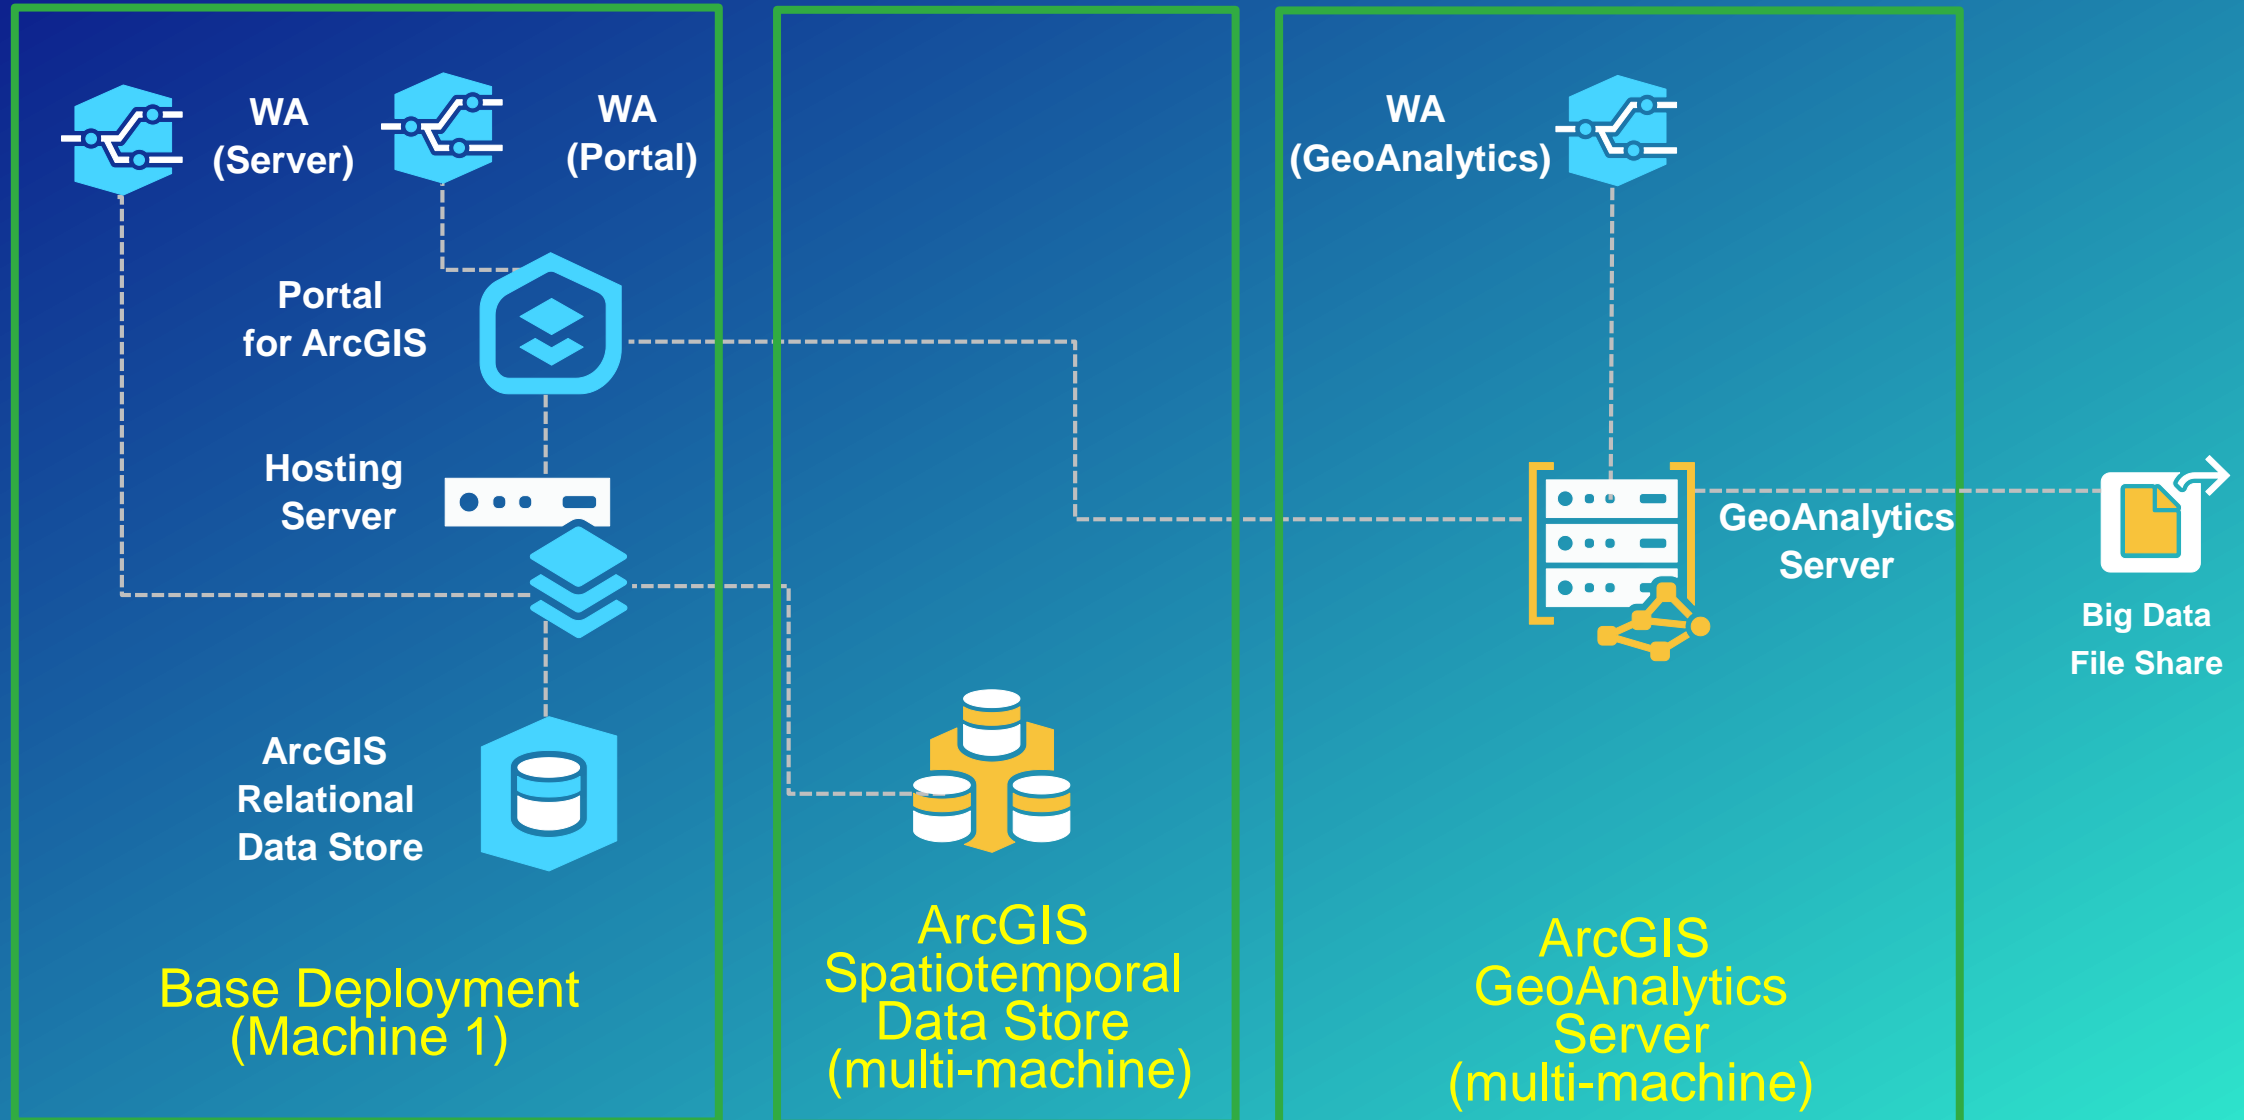 WA
(Server)
WA
(Portal)
Portal
for ArcGIS
Hosting
Server
ArcGIS
Relational
Data Store
Base Deployment
(Machine 1)
ArcGIS
Spatiotemporal
Data Store
(multi-machine)
WA
(GeoAnalytics)
GeoAnalytics
Server
ArcGIS
GeoAnalytics
Server
(multi-machine)
Big Data
File Share